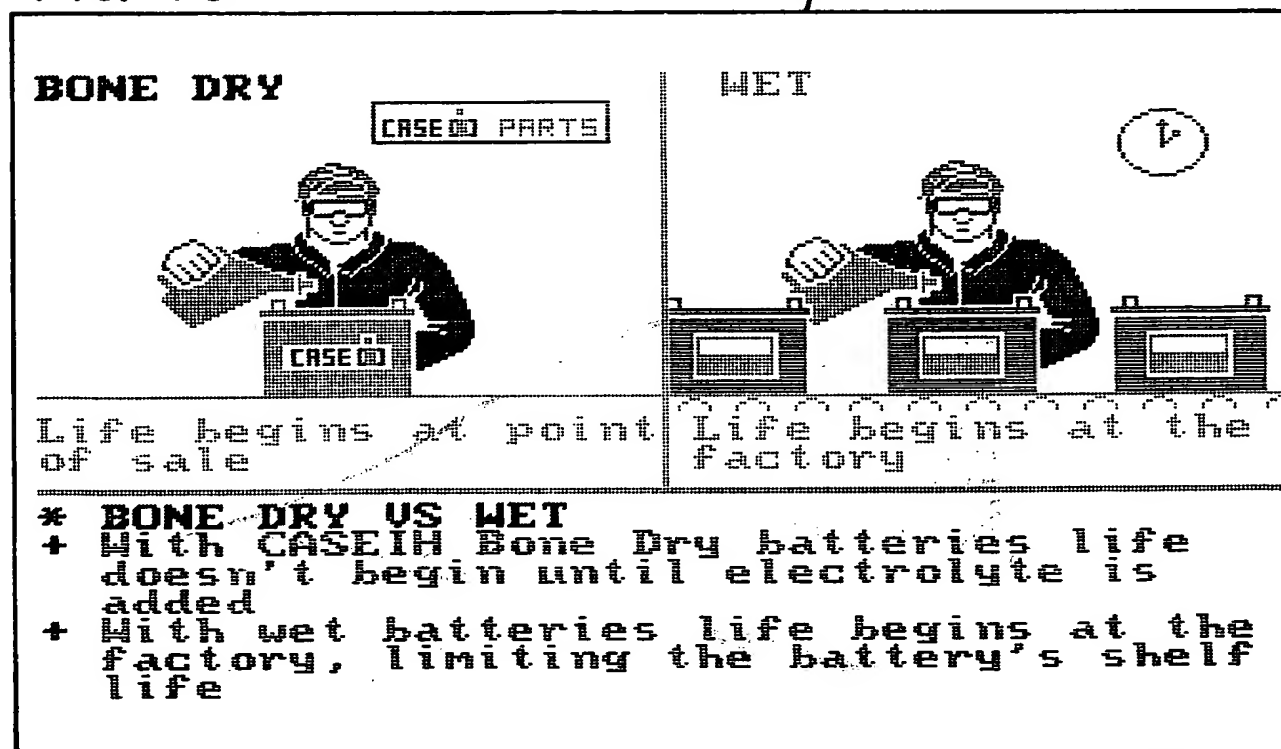 BONE DRY
WET
CASE IH PARTS
CASE IH
Life begins at point
of sale
Life begins at the
factory
* BONE DRY VS WET
+ With CASEIH Bone Dry batteries life
doesn't begin until electrolyte is
added
+ With wet batteries life begins at the
factory, limiting the battery's shelf
life